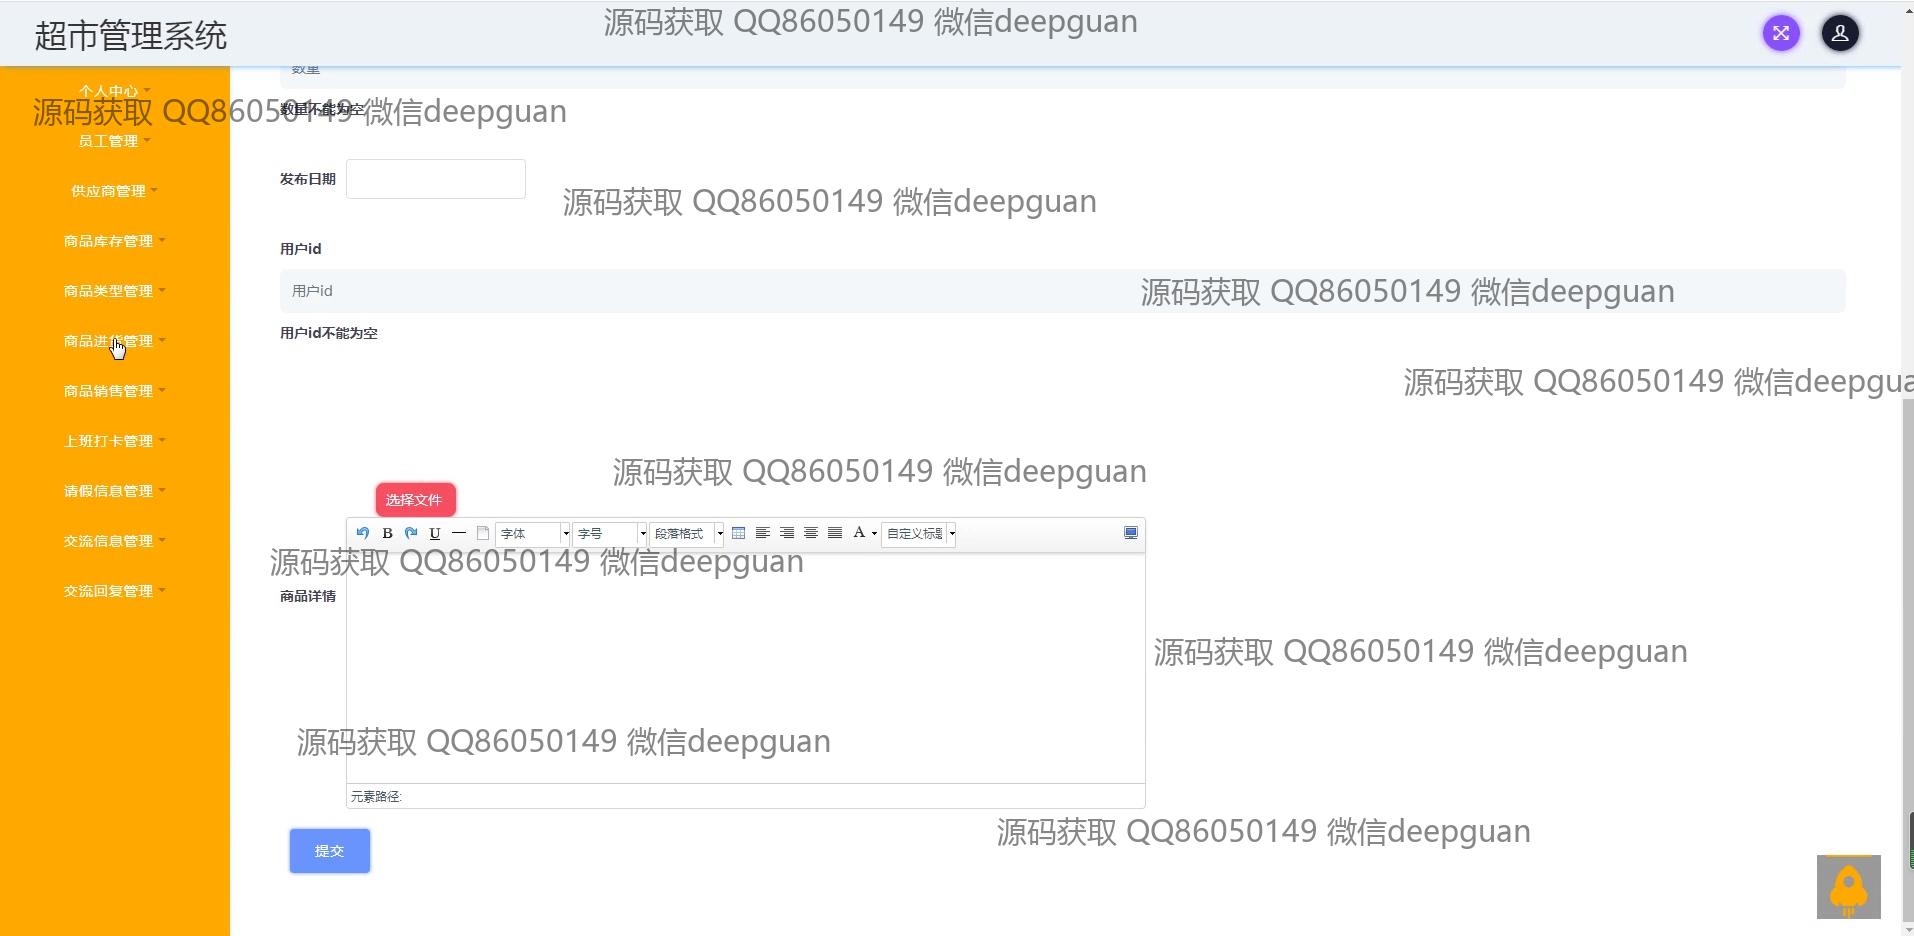 超市管理系统
源码获取 QQ86050149 微信deepguan
数量
个人中心
数量不能为空
源码获取 QQ86050149 微信deepguan
员工管理
发布日期
供应商管理
源码获取 QQ86050149 微信deepguan
商品库存管理
用户id
商品类型管理
用户id
源码获取 QQ86050149 微信deepguan
商品进货管理
用户id不能为空
商品销售管理
源码获取 QQ86050149 微信deepgua
上班打卡管理
源码获取 QQ86050149 微信deepguan
请假信息管理
选择文件
交流信息管理
B U 字体 字号 段落格式 A 自定义标题
源码获取 QQ86050149 微信deepguan
交流回复管理
商品详情
源码获取 QQ86050149 微信deepguan
源码获取 QQ86050149 微信deepguan
元素路径:
源码获取 QQ86050149 微信deepguan
提交